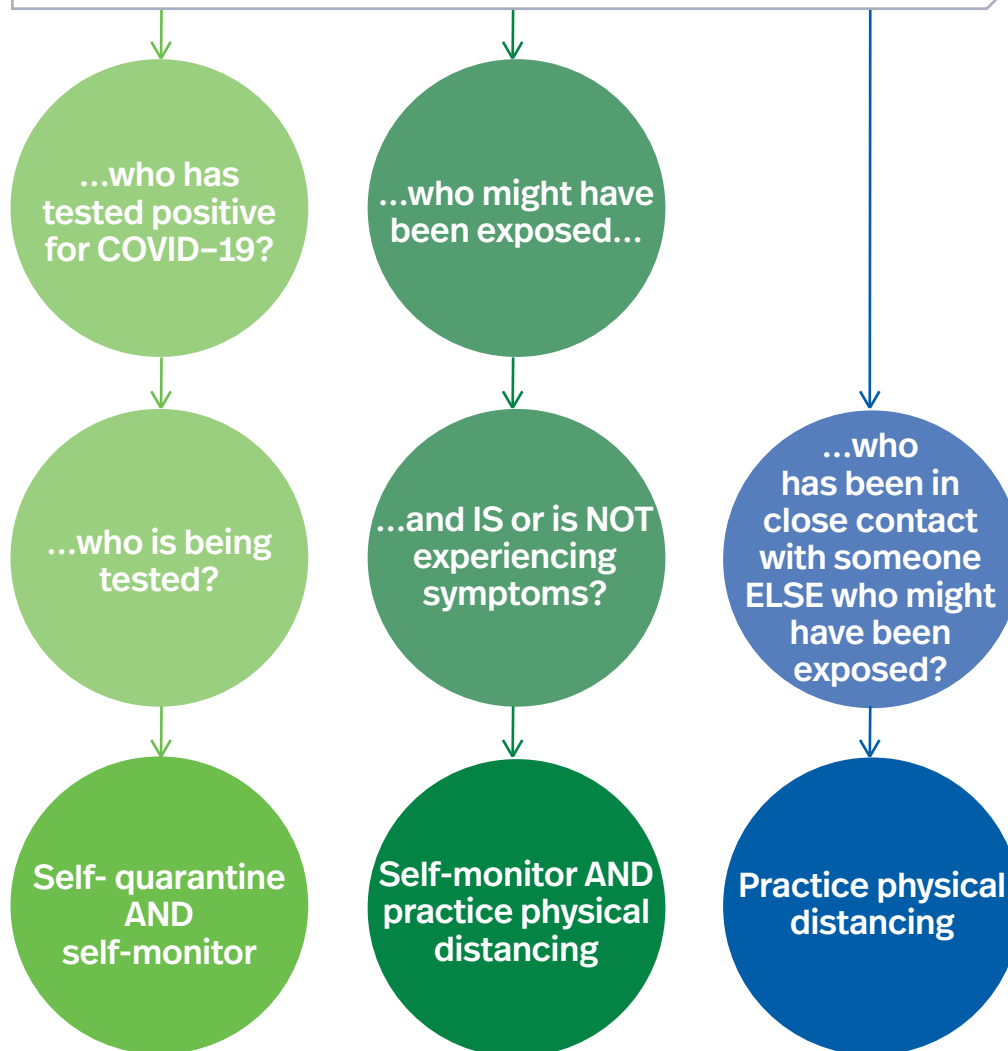 ...who has
tested positive
for COVID–19?
...who might have
been exposed...
...who is being
tested?
...and IS or is NOT
experiencing
symptoms?
...who
has been in
close contact
with someone
ELSE who might
have been
exposed?
Self- quarantine
AND
self-monitor
Self-monitor AND
practice physical
distancing
Practice physical
distancing